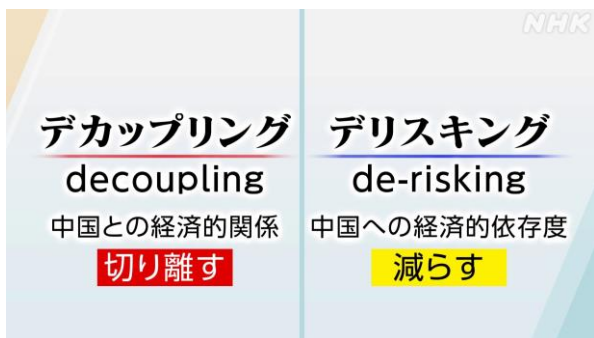 NHK
デカップリング
decoupling
中国との経済的関係
切り離す
デリスキング
de-risking
中国への経済的依存度
減らす